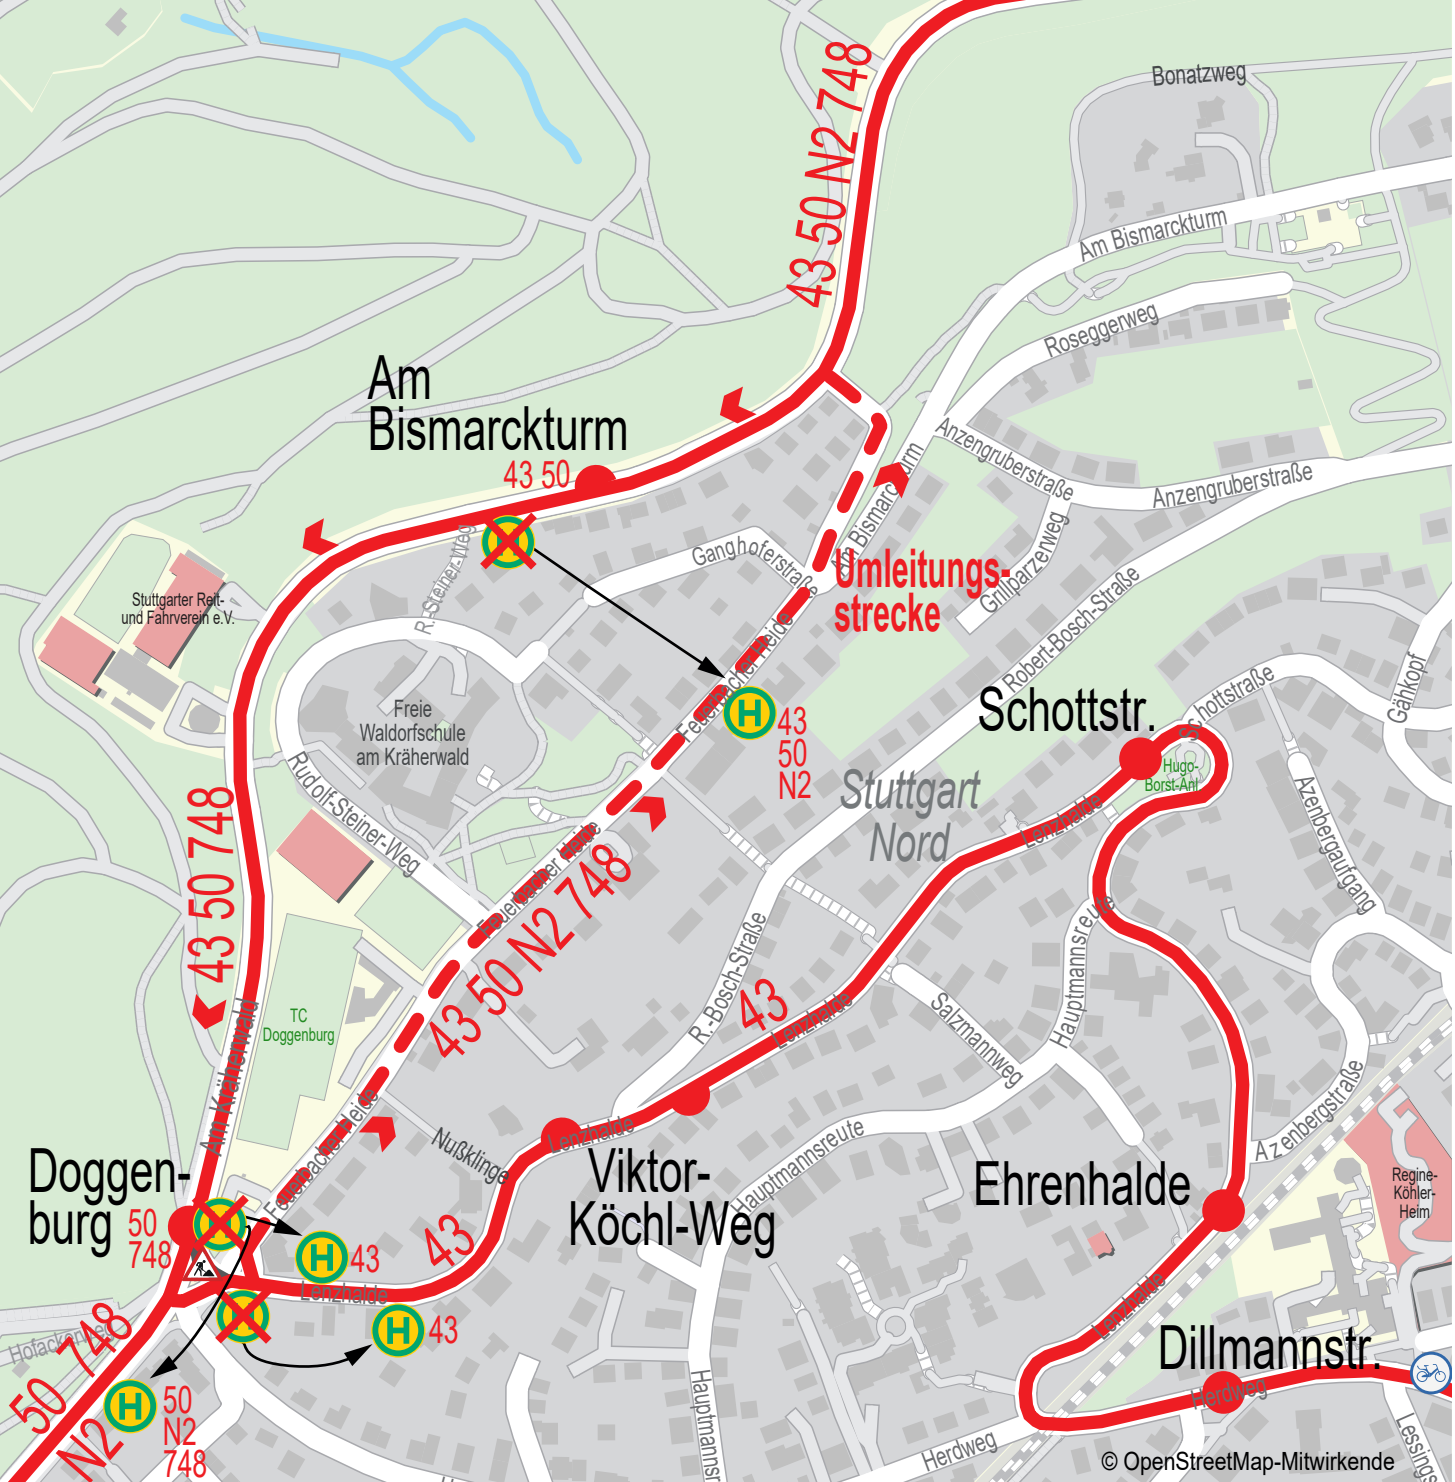 Bonatzweg
43 50 N2 748
Am Bismarckturm
Roseggerweg
Am
Bismarckturm
43 50
H
Anzengruberstraße
Anzengruberstraße
Am Bismarckturm
R.-Steiner-Weg
Ganghoferstraße
Grillparzerweg
Umleitungs-
strecke
Robert-Bosch-Straße
Stuttgarter Reit-
und Fahrverein e.V.
Feuerbacher Heide
H
43
50
N2
Gähkopf
Schottstraße
Schottstr.
Freie
Waldorfschule
am Kräherwald
Rudolf-Steiner-Weg
Hugo-
Borst-Anl
Stuttgart
Nord
Azenbergaufgang
43 50 748
Lenzhalde
Feuerbacher Heide
43 50 N2 748
Hauptmannsreute
R.-Bosch-Straße
TC
Doggenburg
43
Lenzhalde
Salzmannweg
Am Kräherwald
Feuerbacher Heide
Nußklinge
Lenzhalde
Hauptmannsreute
Azenbergstraße
Doggen-
burg
50
748
H
H
43
Viktor-
Köchl-Weg
Ehrenhalde
Regine-
Köhler-
Heim
43
Lenzhalde
H
H
43
Hofackerweg
50 748
N2
H
50
N2
748
Lenzhalde
Dillmannstr.
Herdweg
Hauptmannsr
Herdweg
Lessings
© OpenStreetMap-Mitwirkende